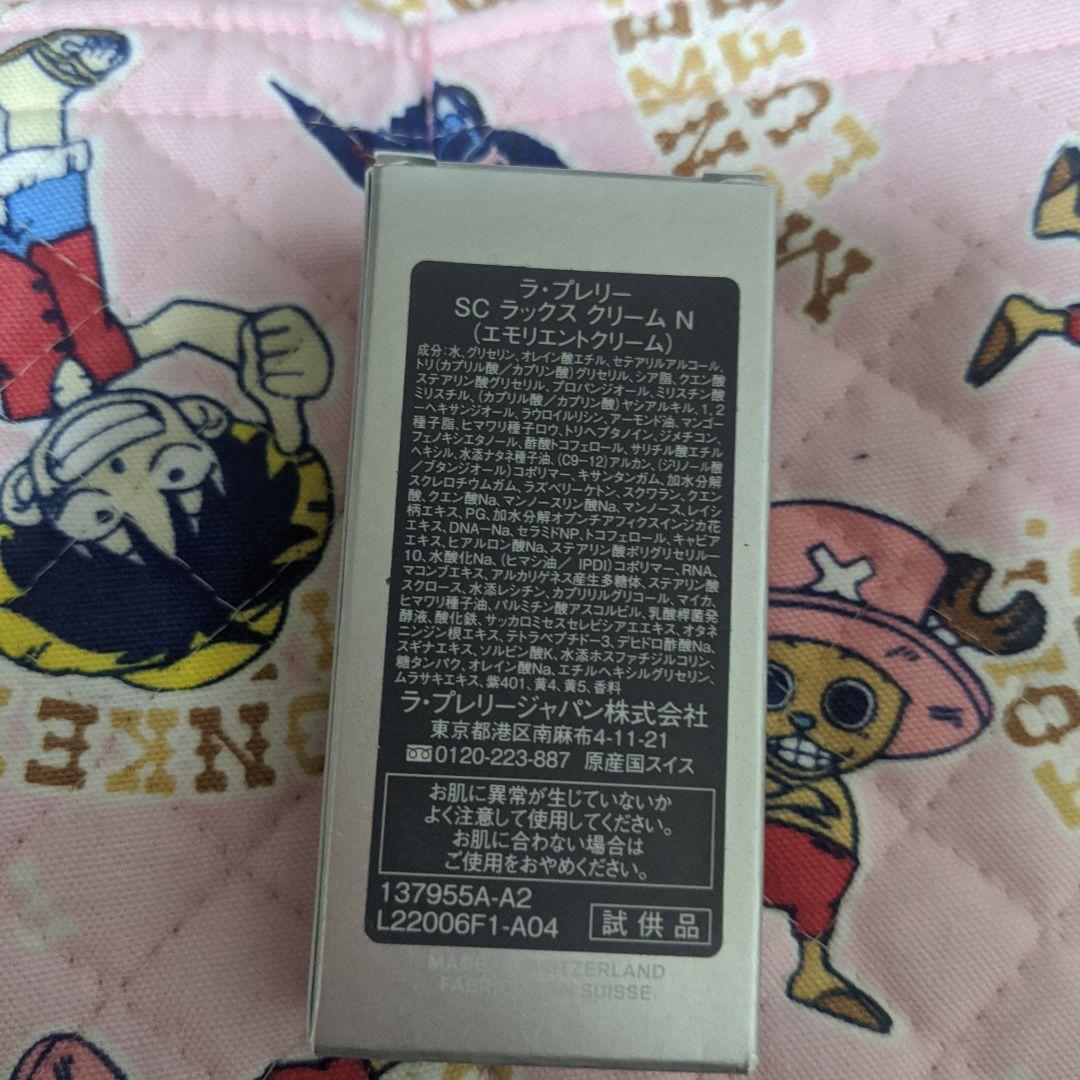 ラ・プレリー
SC ラックス クリーム N
(エモリエントクリーム)
成分:水、グリセリン、オレイン酸エチル、セテアリルアルコール、
トリ(カプリル酸/カプリン酸)グリセリル、シア脂、クエン酸
ステアリン酸グリセリル、プロパンジオール、ミリスチン酸
ミリスチル、(カプリル酸/カプリン酸)ヤシアルキル、1,2
ーヘキサンジオール、ラウロイルリシン、アーモンド油、マンゴー
種子脂、ヒマワリ種子ロウ、トリヘプタノイン、ジメチコン、
フェノキシエタノール、酢酸トコフェロール、サリチル酸エチル
ヘキシル、水添ナタネ種子油、(C9-12)アルカン、(ジリノール酸
/ブタンジオール)コポリマー、キサンタンガム、加水分解
スクレロチウムガム、ラズベリーケトン、スクワラン、クエン
酸、クエン酸Na、マンノースリン酸Na、マンノース、レイシ
柄エキス、PG、加水分解オプンチアフィクスインジカ花
エキス、DNA-Na、セラミドNP、トコフェロール、キャビア
エキス、ヒアルロン酸Na、ステアリン酸ポリグリセリルー
10、水酸化Na、(ヒマシ油/ IPDI)コポリマー、RNA、
マコンブエキス、アルカリゲネス産生多糖体、ステアリン酸
スクロース、水添レシチン、カプリリルグリコール、マイカ、
ヒマワリ種子油、パルミチン酸アスコルビル、乳酸桿菌発
酵液、酸化鉄、サッカロミセスセレビシアエエキス、オタネ
ニンジン根エキス、テトラペプチドー3、デヒドロ酢酸Na、
スギナエキス、ソルビン酸K、水添ホスファチジルコリン、
糖タンパク、オレイン酸Na、エチルヘキシルグリセリン、
ムラサキエキス、紫401、黄4、黄5、香料
ラ・プレリージャパン株式会社
東京都港区南麻布4-11-21
0120-223-887 原産国スイス
お肌に異常が生じていないか
よく注意して使用してください。
お肌に合わない場合は
ご使用をおやめください。
137955A-A2
L22006F1-A04 試供品
SWITZERLAND
SUISSE